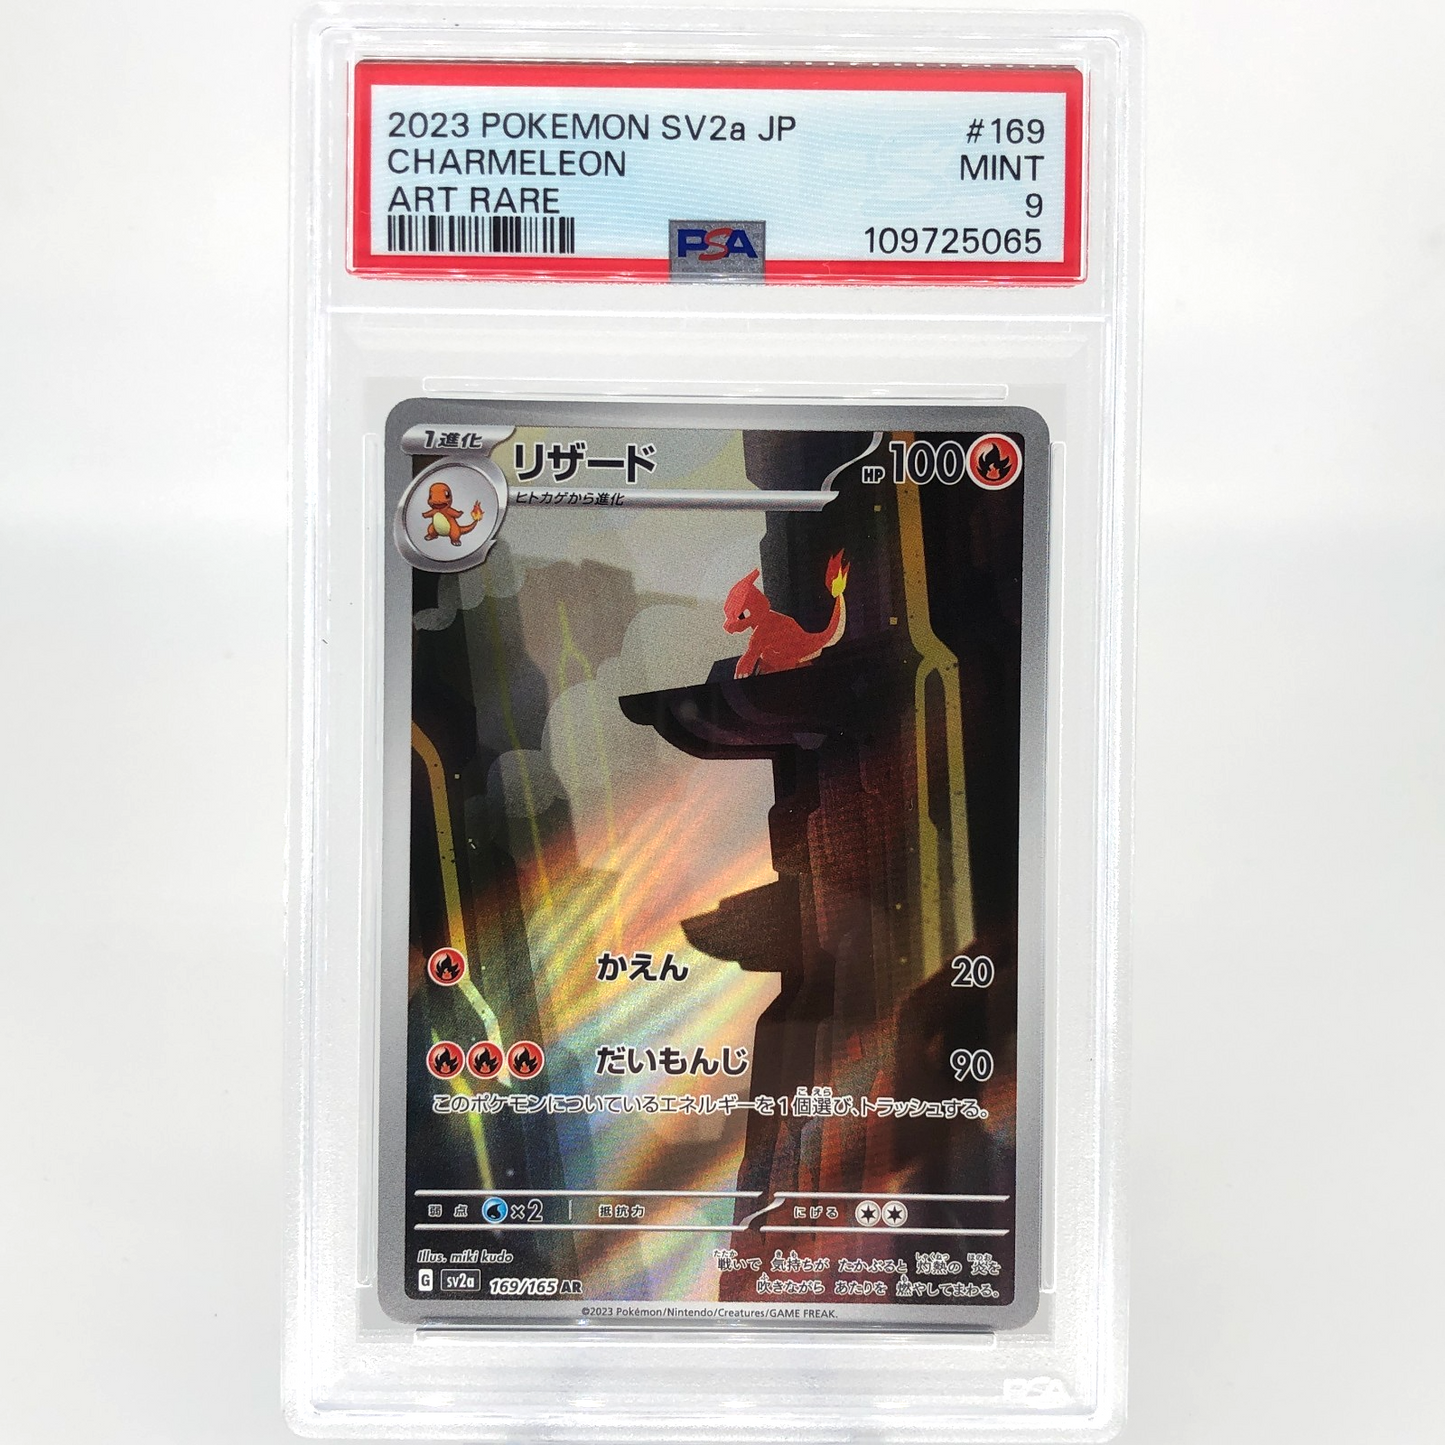 2023 POKEMON SV2a JP #169
CHARMELEON MINT
ART RARE 9
PSA 109725065
1進化 リザード HP 100
ヒトカゲから進化
かえん 20
だいもんじ 90
このポケモンについているエネルギーを1個選び、トラッシュする。
弱点 ×2 抵抗力 にげる
Illus. miki kudo
戦いで 気持ちが たかぶると 灼熱の 炎を
吹きながら あたりを 燃やしてまわる。
G sv2a 169/165 AR
©2023 Pokémon/Nintendo/Creatures/GAME FREAK.
PSA